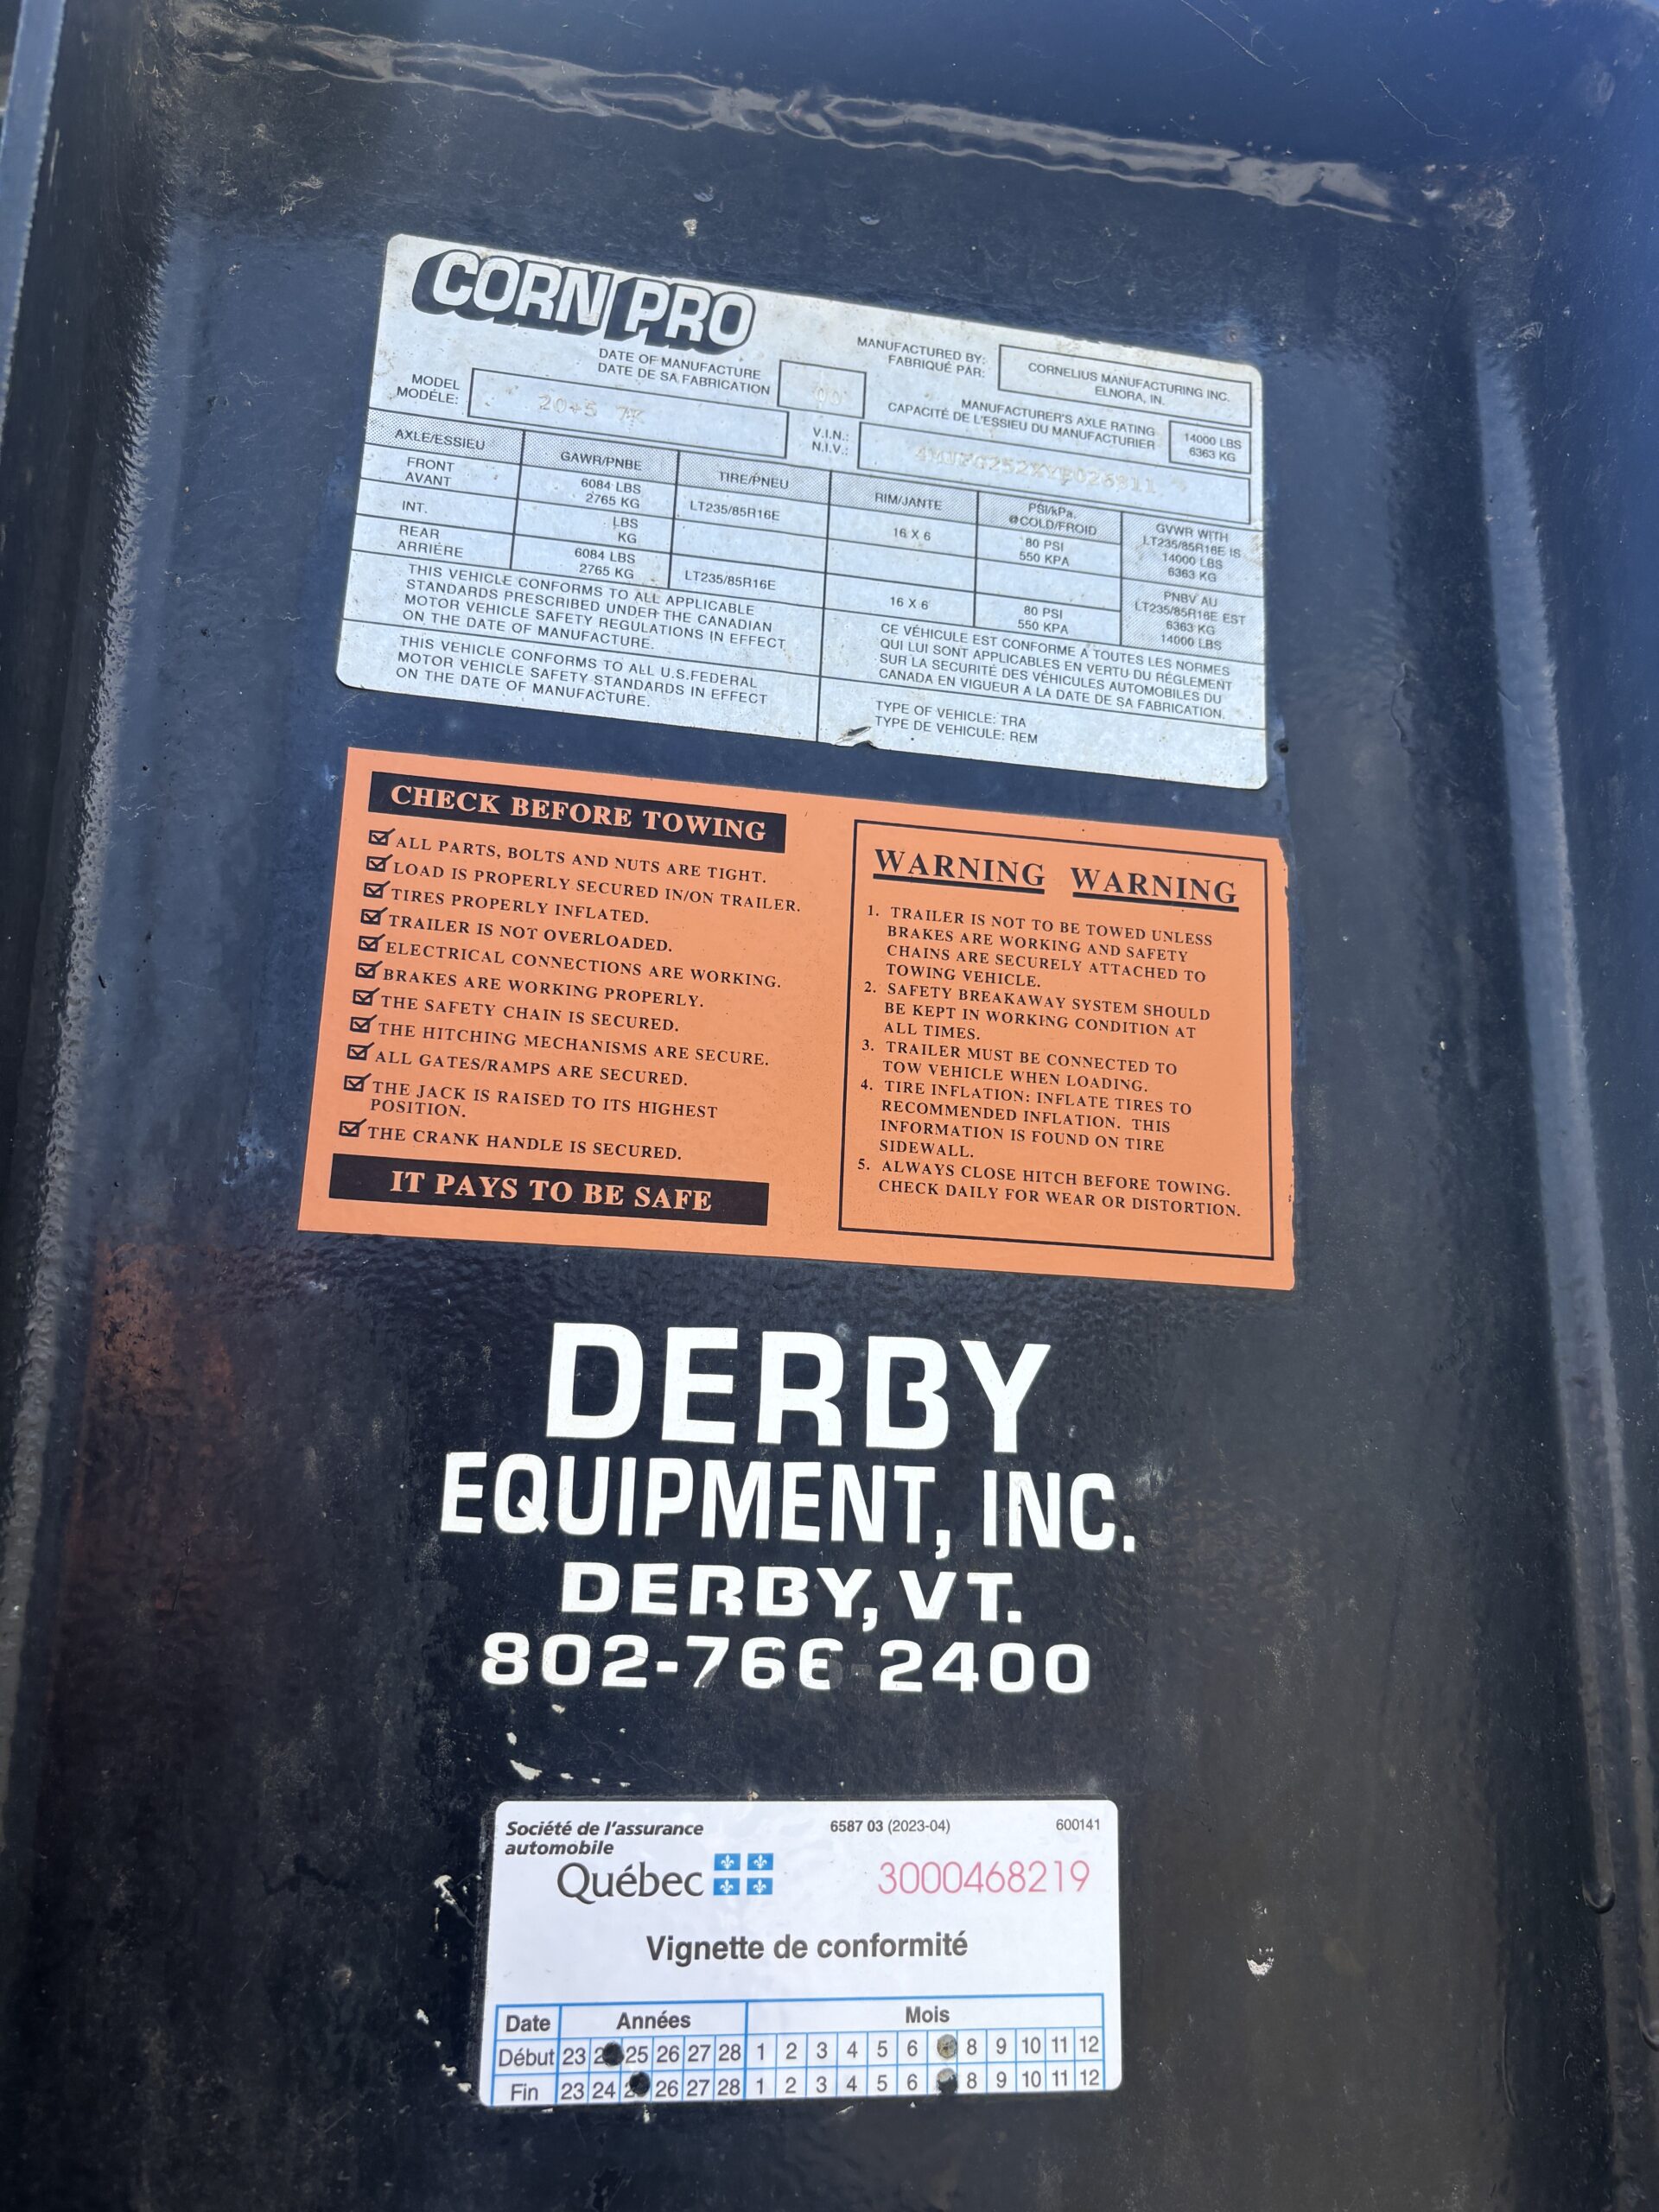 CORN PRO
MANUFACTURED BY:
FABRIQUÉ PAR:
CORNELIUS MANUFACTURING INC.
ELNORA, IN.
DATE OF MANUFACTURE
DATE DE SA FABRICATION
00
MANUFACTURER'S AXLE RATING
CAPACITÉ DE L'ESSIEU DU MANUFACTURIER
14000 LBS
6363 KG
MODEL
MODÉLE:
20+5 7K
V.I.N.:
N.I.V.:
AXLE/ESSIEU GAWR/PNBE TIRE/PNEU RIM/JANTE PSI/kPa. @COLD/FROID
FRONT
AVANT
6084 LBS
2765 KG
LT235/85R16E
16 X 6
80 PSI
550 KPA
INT.
LBS
KG
REAR
ARRIÉRE
6084 LBS
2765 KG
LT235/85R16E
16 X 6
80 PSI
550 KPA
GVWR WITH
LT235/85R16E IS
14000 LBS
6363 KG
PNBV AU
LT235/85R16E EST
6363 KG
14000 LBS
THIS VEHICLE CONFORMS TO ALL APPLICABLE
STANDARDS PRESCRIBED UNDER THE CANADIAN
MOTOR VEHICLE SAFETY REGULATIONS IN EFFECT
ON THE DATE OF MANUFACTURE.
CE VÉHICULE EST CONFORME A TOUTES LES NORMES
QUI LUI SONT APPLICABLES EN VERTU DU RÉGLEMENT
SUR LA SECURITÉ DES VÉHICULES AUTOMOBILES DU
CANADA EN VIGUEUR A LA DATE DE SA FABRICATION.
THIS VEHICLE CONFORMS TO ALL U.S.FEDERAL
MOTOR VEHICLE SAFETY STANDARDS IN EFFECT
ON THE DATE OF MANUFACTURE.
TYPE OF VEHICLE: TRA
TYPE DE VEHICULE: REM
CHECK BEFORE TOWING
ALL PARTS, BOLTS AND NUTS ARE TIGHT.
LOAD IS PROPERLY SECURED IN/ON TRAILER.
TIRES PROPERLY INFLATED.
TRAILER IS NOT OVERLOADED.
ELECTRICAL CONNECTIONS ARE WORKING.
BRAKES ARE WORKING PROPERLY.
THE SAFETY CHAIN IS SECURED.
THE HITCHING MECHANISMS ARE SECURE.
ALL GATES/RAMPS ARE SECURED.
THE JACK IS RAISED TO ITS HIGHEST
POSITION.
THE CRANK HANDLE IS SECURED.
IT PAYS TO BE SAFE
WARNING WARNING
1. TRAILER IS NOT TO BE TOWED UNLESS
BRAKES ARE WORKING AND SAFETY
CHAINS ARE SECURELY ATTACHED TO
TOWING VEHICLE.
2. SAFETY BREAKAWAY SYSTEM SHOULD
BE KEPT IN WORKING CONDITION AT
ALL TIMES.
3. TRAILER MUST BE CONNECTED TO
TOW VEHICLE WHEN LOADING.
4. TIRE INFLATION: INFLATE TIRES TO
RECOMMENDED INFLATION. THIS
INFORMATION IS FOUND ON TIRE
SIDEWALL.
5. ALWAYS CLOSE HITCH BEFORE TOWING.
CHECK DAILY FOR WEAR OR DISTORTION.
DERBY
EQUIPMENT, INC.
DERBY, VT.
802-766-2400
Société de l'assurance
automobile
Québec
6587 03 (2023-04)
600141
3000468219
Vignette de conformité
Date Années Mois
Début 23 2 25 26 27 28 1 2 3 4 5 6 8 9 10 11 12
Fin 23 24 2 26 27 28 1 2 3 4 5 6 8 9 10 11 12